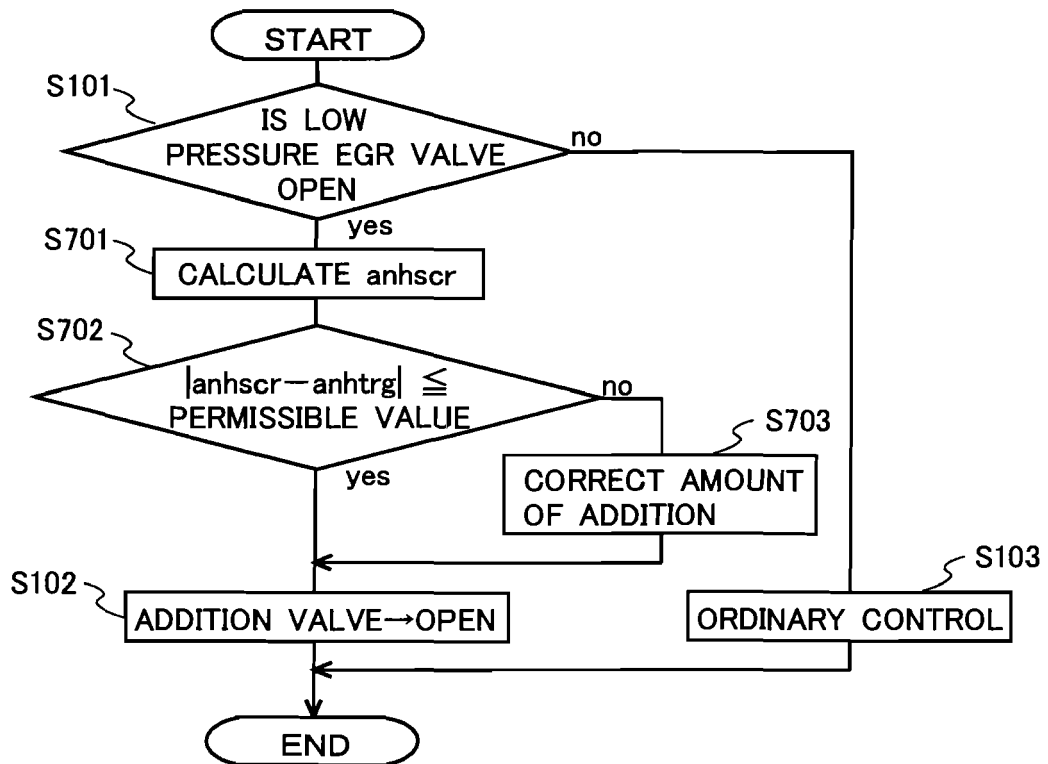 START
S101
IS LOW
PRESSURE EGR VALVE
OPEN
no
yes
S701
CALCULATE anhscr
S702
|anhscr−anhtrg| ≦
PERMISSIBLE VALUE
no
yes
S703
CORRECT AMOUNT
OF ADDITION
S102
ADDITION VALVE→OPEN
S103
ORDINARY CONTROL
END